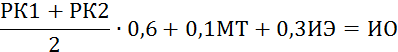 (РК1 + РК2)/2 · 0,6 + 0,1МТ + 0,3ИЭ = ИО